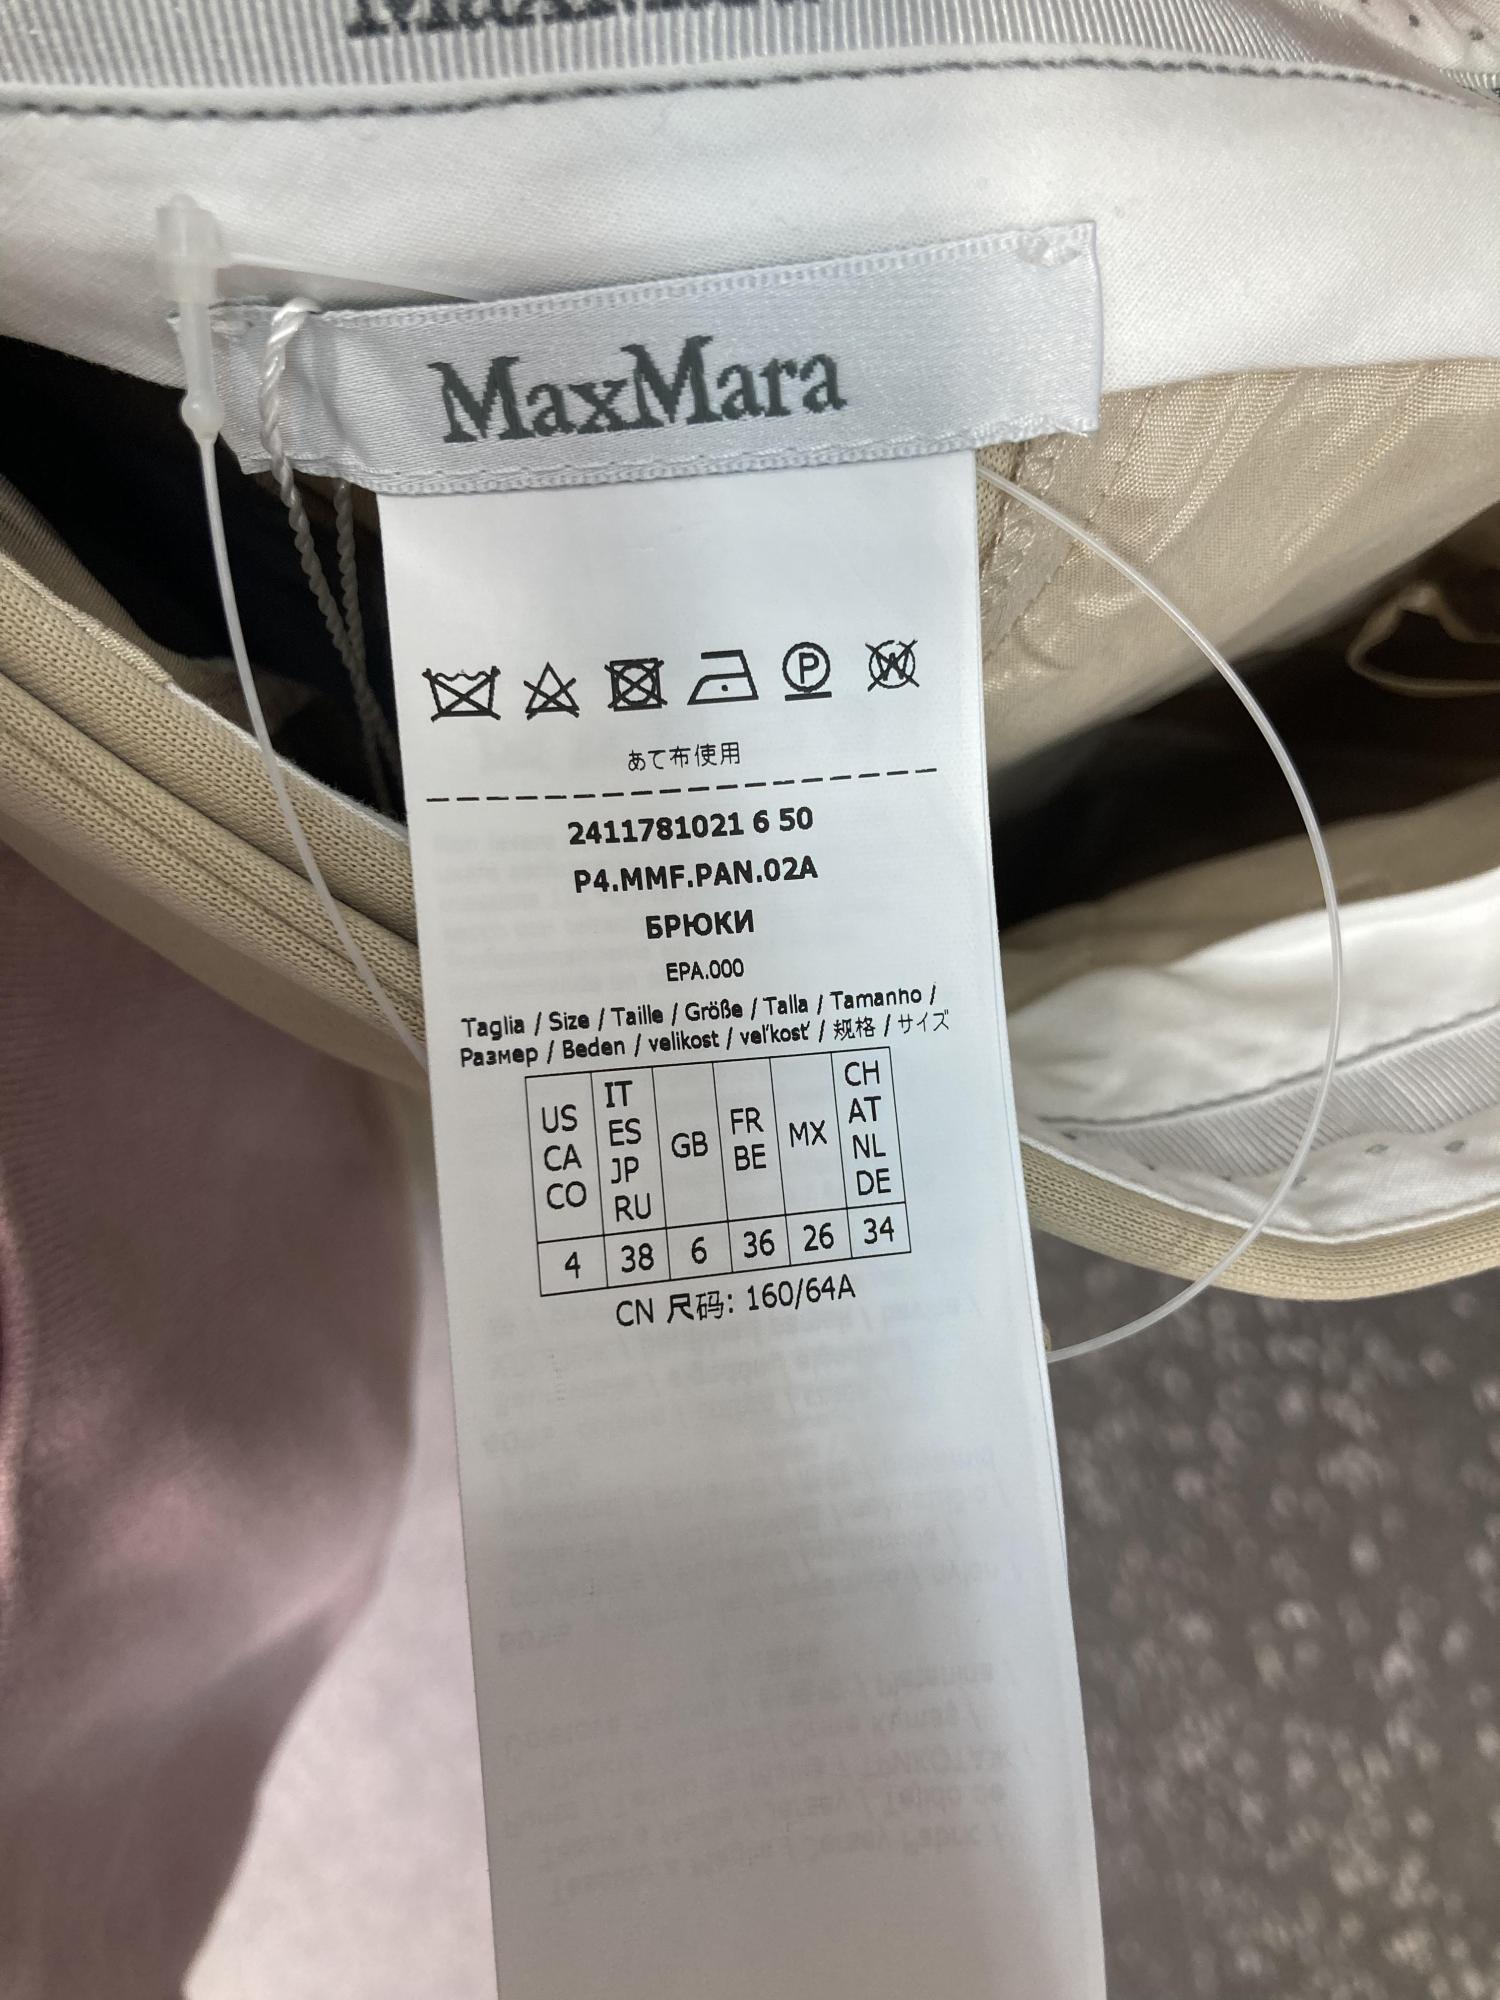 MaxMara
MaxMara
P
W
あて布使用
2411781021 6 50
P4.MMF.PAN.02A
БРЮКИ
EPA.000
Taglia / Size / Taille / Größe / Talla / Tamanho /
Размер / Beden / velikost / veľkosť / 规格 / サイズ
US CA CO
IT ES JP RU
GB
FR BE
MX
CH AT NL DE
4 38 6 36 26 34
CN 尺码: 160/64A